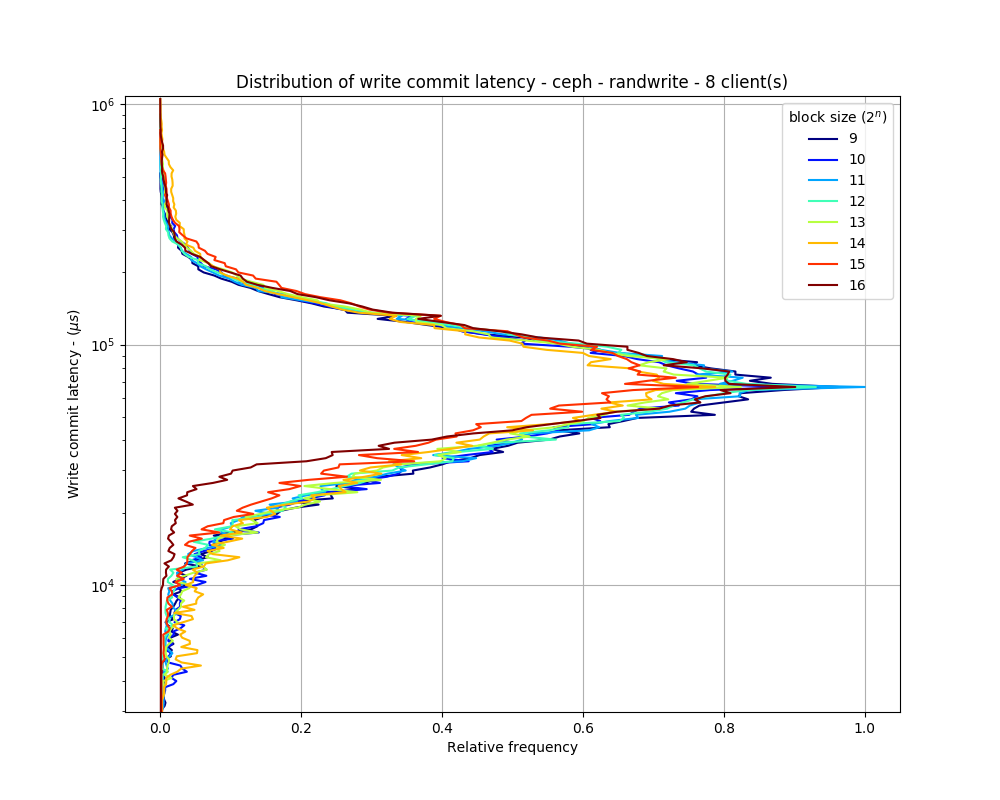 Distribution of write commit latency - ceph - randwrite - 8 client(s)
Write commit latency - (μs)
10⁶
10⁵
10⁴
block size (2ⁿ)
9
10
11
12
13
14
15
16
0.0 0.2 0.4 0.6 0.8 1.0
Relative frequency